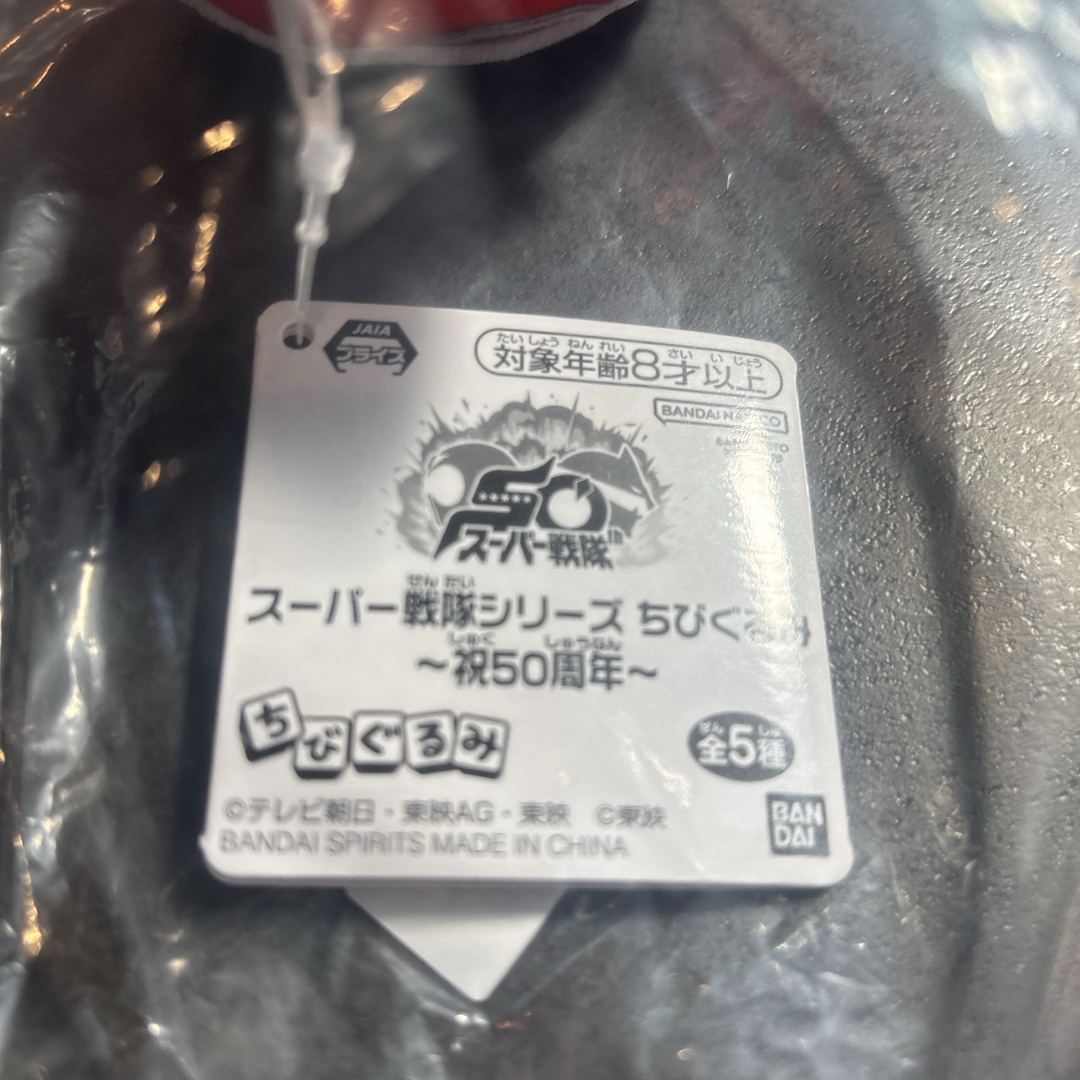 JAIA
プライズ
たいしょう ねん れい さい い じょう
対象年齢8才以上
BANDAI NAMCO
50th
スーパー戦隊
せん たい
スーパー戦隊シリーズ ちびぐるみ
しゅく しゅうねん
～祝50周年～
ちびぐるみ
ぜん しゅ
全5種
©テレビ朝日・東映AG・東映 ©東映
BANDAI SPIRITS MADE IN CHINA
BAN
DAI